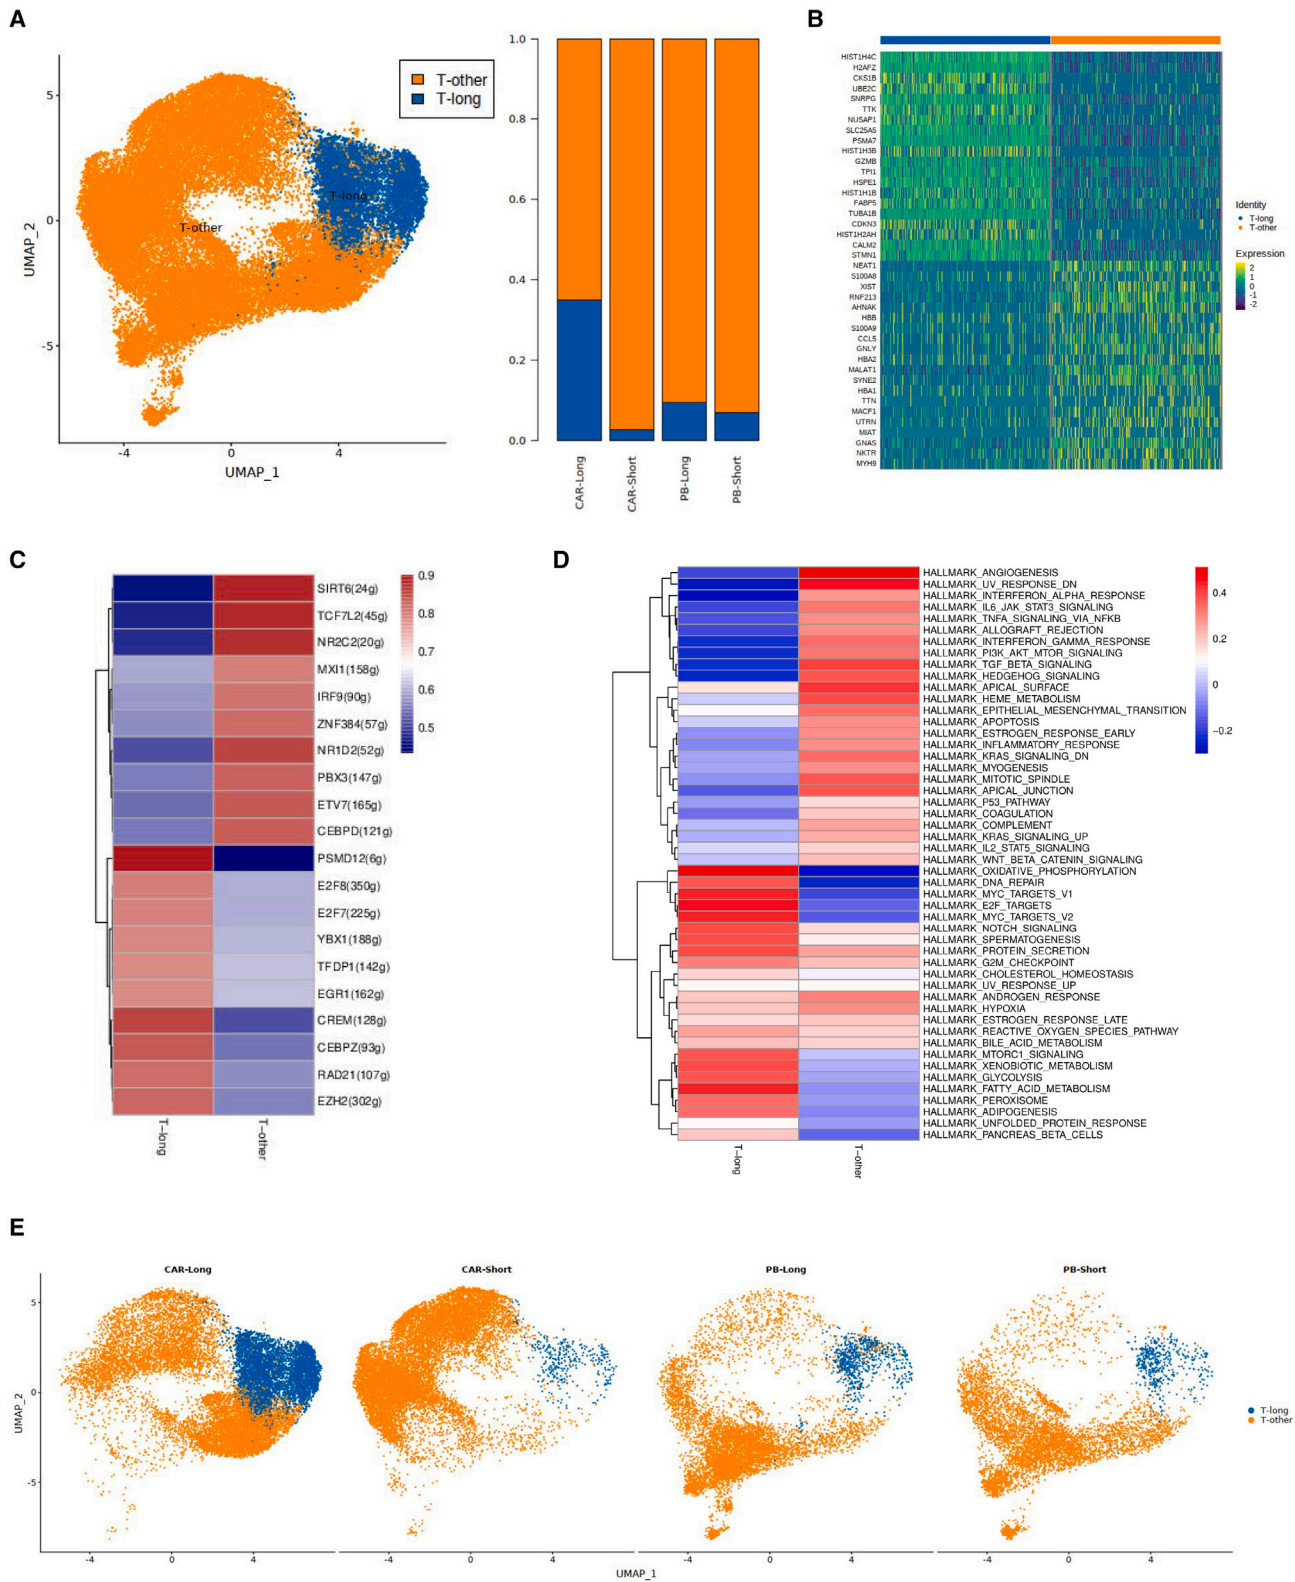 A
T-other
T-long
5
0
-5
-4
0
4
UMAP_2
UMAP_1
T-long
T-other
1.0
0.8
0.6
0.4
0.2
0.0
CAR-Long
CAR-Short
PB-Long
PB-Short
B
HIST1H4C
H2AFZ
CKS1B
UBE2C
SNRPG
TTK
NUSAP1
SLC25A5
PSMA7
HIST1H3B
GZMB
TPI1
HSPE1
HIST1H1B
FABP5
TUBA1B
CDKN3
HIST1H2AH
CALM2
STMN1
NEAT1
S100A8
XIST
RNF213
AHNAK
HBB
S100A9
CCL5
GNLY
HBA2
MALAT1
SYNE2
HBA1
TTN
MACF1
UTRN
MIAT
GNAS
NKTR
MYH9
Identity
T-long
T-other
Expression
2
1
0
-1
-2
C
SIRT6(24g)
TCF7L2(45g)
NR2C2(20g)
MXI1(158g)
IRF9(90g)
ZNF384(57g)
NR1D2(52g)
PBX3(147g)
ETV7(165g)
CEBPD(121g)
PSMD12(6g)
E2F8(350g)
E2F7(225g)
YBX1(188g)
TFDP1(142g)
EGR1(162g)
CREM(128g)
CEBPZ(93g)
RAD21(107g)
EZH2(302g)
T-long
T-other
0.9
0.8
0.7
0.6
0.5
D
HALLMARK_ANGIOGENESIS
HALLMARK_UV_RESPONSE_DN
HALLMARK_INTERFERON_ALPHA_RESPONSE
HALLMARK_IL6_JAK_STAT3_SIGNALING
HALLMARK_TNFA_SIGNALING_VIA_NFKB
HALLMARK_ALLOGRAFT_REJECTION
HALLMARK_INTERFERON_GAMMA_RESPONSE
HALLMARK_PI3K_AKT_MTOR_SIGNALING
HALLMARK_TGF_BETA_SIGNALING
HALLMARK_HEDGEHOG_SIGNALING
HALLMARK_APICAL_SURFACE
HALLMARK_HEME_METABOLISM
HALLMARK_EPITHELIAL_MESENCHYMAL_TRANSITION
HALLMARK_APOPTOSIS
HALLMARK_ESTROGEN_RESPONSE_EARLY
HALLMARK_INFLAMMATORY_RESPONSE
HALLMARK_KRAS_SIGNALING_DN
HALLMARK_MYOGENESIS
HALLMARK_MITOTIC_SPINDLE
HALLMARK_APICAL_JUNCTION
HALLMARK_P53_PATHWAY
HALLMARK_COAGULATION
HALLMARK_COMPLEMENT
HALLMARK_KRAS_SIGNALING_UP
HALLMARK_IL2_STAT5_SIGNALING
HALLMARK_WNT_BETA_CATENIN_SIGNALING
HALLMARK_OXIDATIVE_PHOSPHORYLATION
HALLMARK_DNA_REPAIR
HALLMARK_MYC_TARGETS_V1
HALLMARK_E2F_TARGETS
HALLMARK_MYC_TARGETS_V2
HALLMARK_NOTCH_SIGNALING
HALLMARK_SPERMATOGENESIS
HALLMARK_PROTEIN_SECRETION
HALLMARK_G2M_CHECKPOINT
HALLMARK_CHOLESTEROL_HOMEOSTASIS
HALLMARK_UV_RESPONSE_UP
HALLMARK_ANDROGEN_RESPONSE
HALLMARK_HYPOXIA
HALLMARK_ESTROGEN_RESPONSE_LATE
HALLMARK_REACTIVE_OXYGEN_SPECIES_PATHWAY
HALLMARK_BILE_ACID_METABOLISM
HALLMARK_MTORC1_SIGNALING
HALLMARK_XENOBIOTIC_METABOLISM
HALLMARK_GLYCOLYSIS
HALLMARK_FATTY_ACID_METABOLISM
HALLMARK_PEROXISOME
HALLMARK_ADIPOGENESIS
HALLMARK_UNFOLDED_PROTEIN_RESPONSE
HALLMARK_PANCREAS_BETA_CELLS
T-long
T-other
0.4
0.2
0
-0.2
E
CAR-Long
CAR-Short
PB-Long
PB-Short
5
0
-5
UMAP_2
-4
0
4
-4
0
4
-4
0
4
-4
0
4
UMAP_1
T-long
T-other